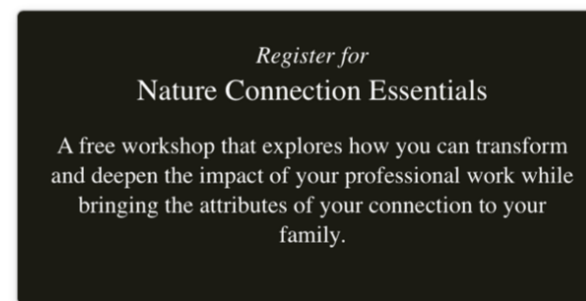 Register for
Nature Connection Essentials
A free workshop that explores how you can transform
and deepen the impact of your professional work while
bringing the attributes of your connection to your
family.